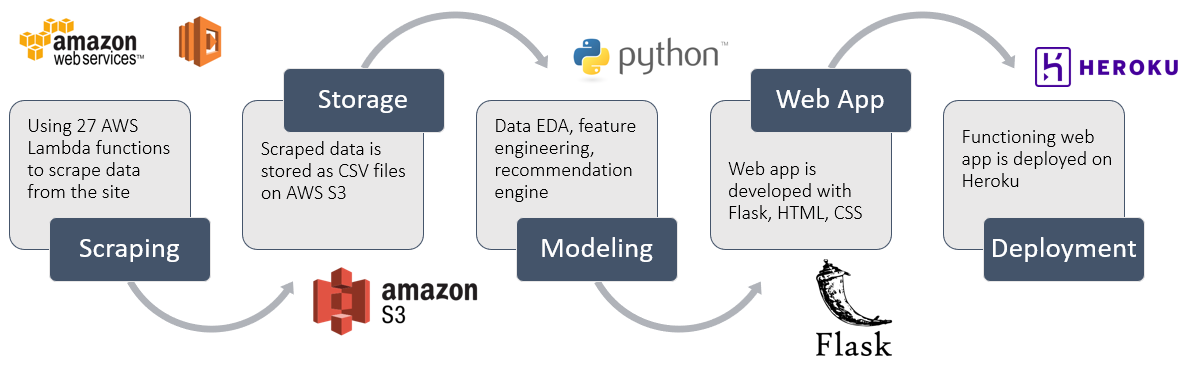 amazon
web services™
Using 27 AWS
Lambda functions
to scrape data
from the site
Scraping
Storage
Scraped data is
stored as CSV files
on AWS S3
amazon
S3
python™
Data EDA, feature
engineering,
recommendation
engine
Modeling
Web App
Web app is
developed with
Flask, HTML, CSS
Flask
HEROKU
Functioning web
app is deployed on
Heroku
Deployment